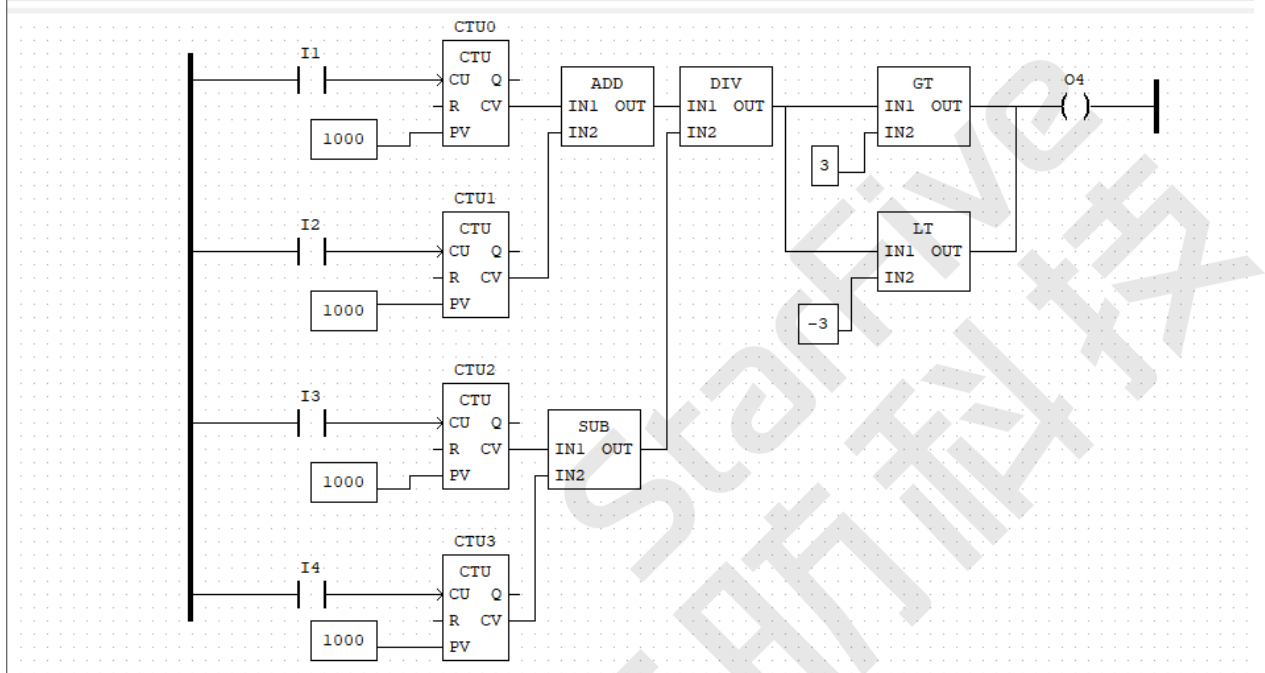 CTU0
I1
CTU
CU Q
R CV
PV
1000
ADD
IN1 OUT
IN2
DIV
IN1 OUT
IN2
GT
IN1 OUT
IN2
3
O4
CTU1
I2
CTU
CU Q
R CV
PV
1000
LT
IN1 OUT
IN2
-3
CTU2
I3
CTU
CU Q
R CV
PV
1000
SUB
IN1 OUT
IN2
CTU3
I4
CTU
CU Q
R CV
PV
1000
StarFive
昉科技